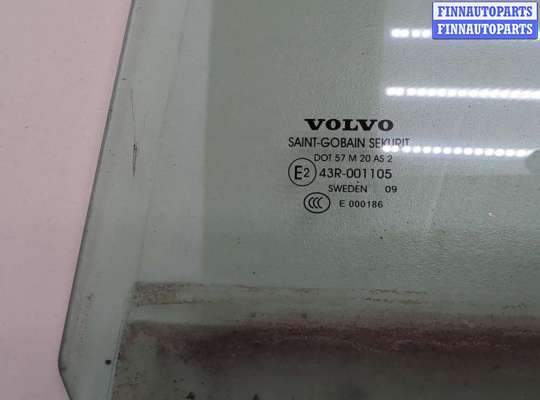 FINNAUTOPARTS
FINNAUTOPARTS
VOLVO
SAINT-GOBAIN SEKURIT
DOT 57 M 20 AS 2
E2 43R-001105
SWEDEN 09
CCC E 000186